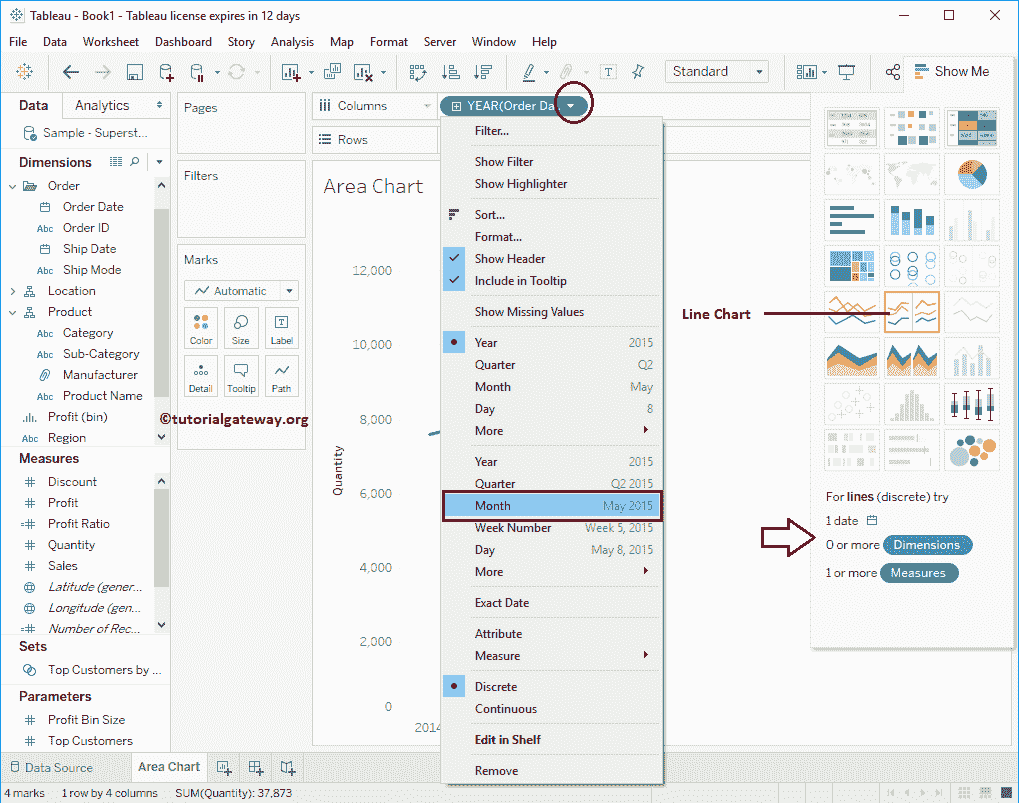 Tableau - Book1 - Tableau license expires in 12 days
File Data Worksheet Dashboard Story Analysis Map Format Server Window Help
Standard
Show Me
Data Analytics
Sample - Superst...
Dimensions
Order
Order Date
Abc Order ID
Ship Date
Abc Ship Mode
Location
Product
Abc Category
Abc Sub-Category
Manufacturer
Abc Product Name
Profit (bin)
Abc Region
Measures
# Discount
# Profit
=# Profit Ratio
# Quantity
# Sales
Latitude (gener...
Longitude (gen...
=# Number of Rec...
Sets
Top Customers by ...
Parameters
# Profit Bin Size
# Top Customers
Pages
Filters
Marks
Automatic
Color Size Label
Detail Tooltip Path
©tutorialgateway.org
Columns
YEAR(Order Da..
Rows
Area Chart
Quantity
12,000
10,000
8,000
6,000
4,000
2,000
0
2014
Filter...
Show Filter
Show Highlighter
Sort...
Format...
Show Header
Include in Tooltip
Show Missing Values
Year 2015
Quarter Q2
Month May
Day 8
More
Year 2015
Quarter Q2 2015
Month May 2015
Week Number Week 5, 2015
Day May 8, 2015
More
Exact Date
Attribute
Measure
Discrete
Continuous
Edit in Shelf
Remove
Line Chart
For lines (discrete) try
1 date
0 or more Dimensions
1 or more Measures
Data Source Area Chart
4 marks 1 row by 4 columns SUM(Quantity): 37,873